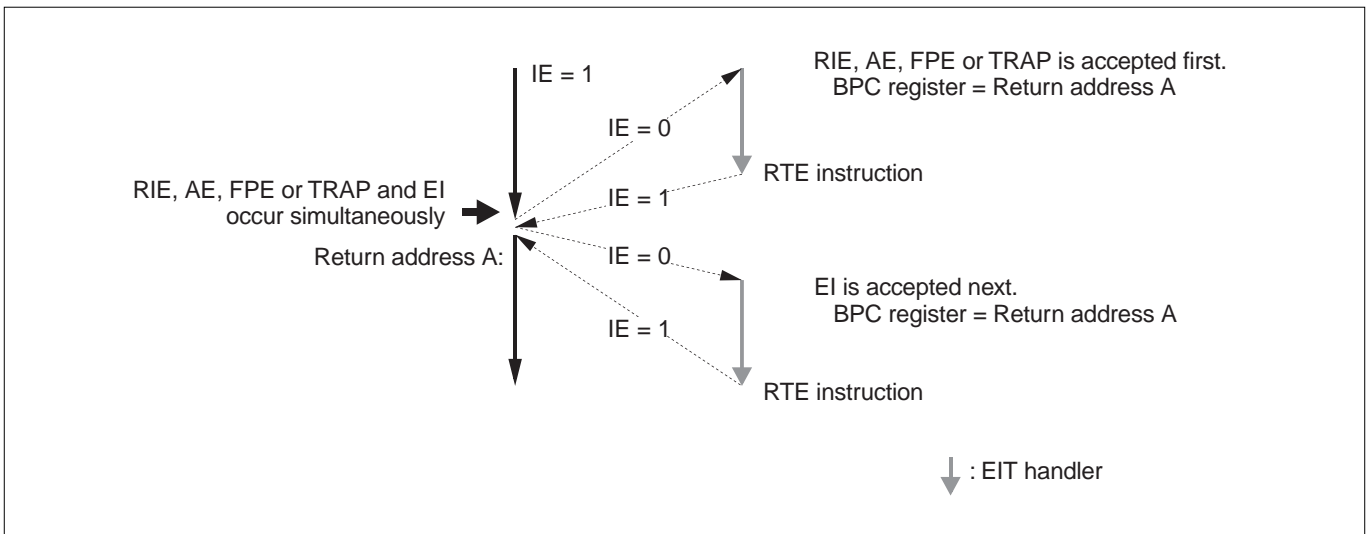 IE = 1
RIE, AE, FPE or TRAP is accepted first.
BPC register = Return address A
IE = 0
RTE instruction
RIE, AE, FPE or TRAP and EI
occur simultaneously
IE = 1
Return address A:
IE = 0
EI is accepted next.
BPC register = Return address A
IE = 1
RTE instruction
: EIT handler